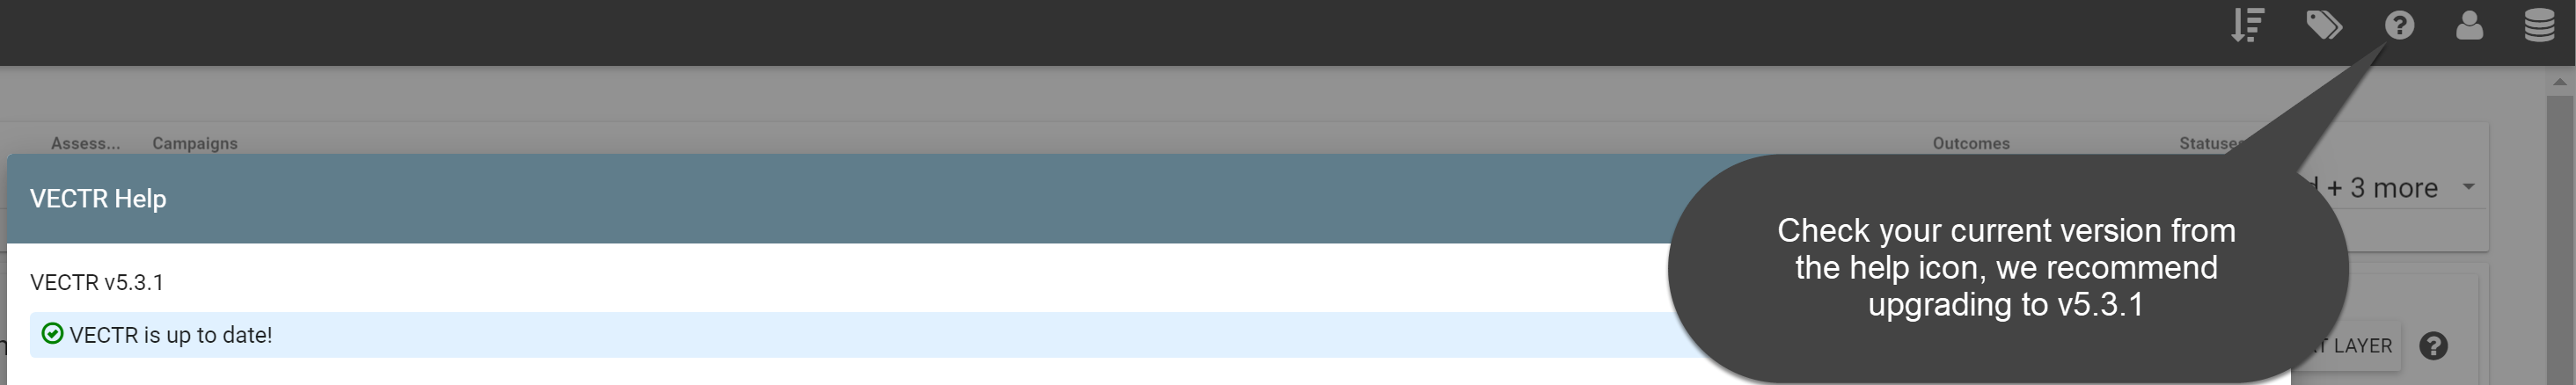 Assess... Campaigns Outcomes
VECTR Help
+ 3 more
Check your current version from
the help icon, we recommend
upgrading to v5.3.1
VECTR v5.3.1
VECTR is up to date!
LAYER